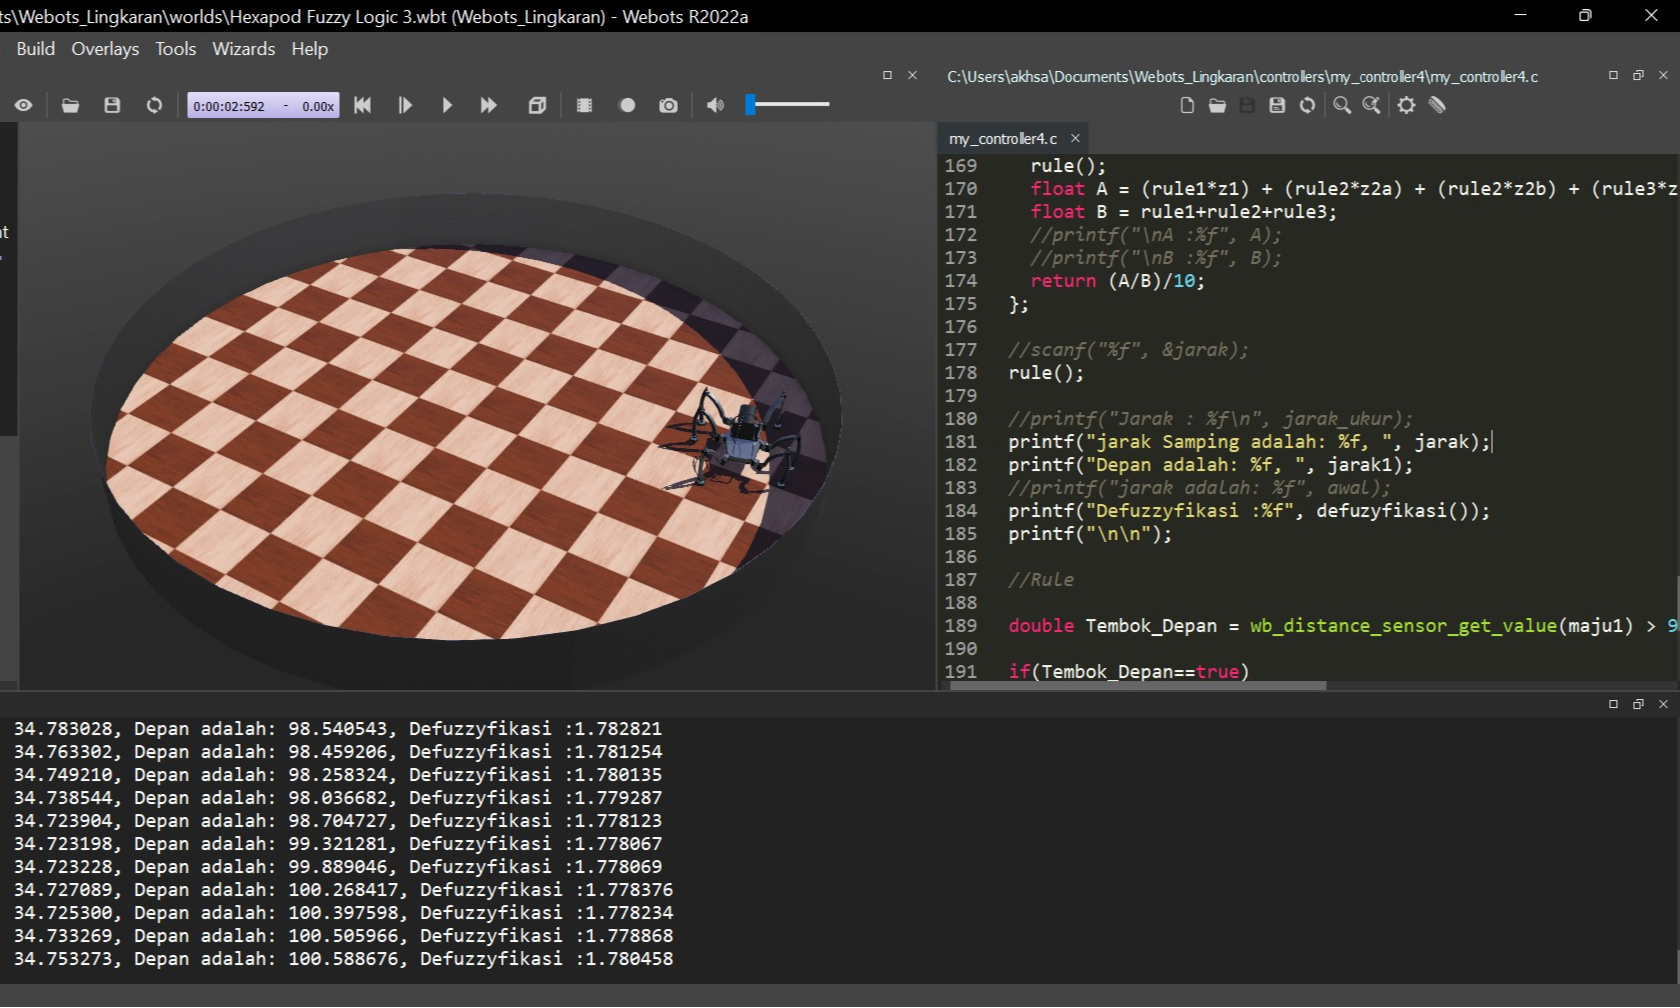 ts\Webots_Lingkaran\worlds\Hexapod Fuzzy Logic 3.wbt (Webots_Lingkaran) - Webots R2022a
Build Overlays Tools Wizards Help
C:\Users\akhsa\Documents\Webots_Lingkaran\controllers\my_controller4\my_controller4.c
0:00:02:592 - 0.00x
my_controller4.c
169 rule();
170 float A = (rule1*z1) + (rule2*z2a) + (rule2*z2b) + (rule3*z
171 float B = rule1+rule2+rule3;
172 //printf("\nA :%f", A);
173 //printf("\nB :%f", B);
174 return (A/B)/10;
175 };
176
177 //scanf("%f", &jarak);
178 rule();
179
180 //printf("Jarak : %f\n", jarak_ukur);
181 printf("jarak Samping adalah: %f, ", jarak);
182 printf("Depan adalah: %f, ", jarak1);
183 //printf("jarak adalah: %f", awal);
184 printf("Defuzzyfikasi :%f", defuzyfikasi());
185 printf("\n\n");
186
187 //Rule
188
189 double Tembok_Depan = wb_distance_sensor_get_value(maju1) > 9
190
191 if(Tembok_Depan==true)
34.783028, Depan adalah: 98.540543, Defuzzyfikasi :1.782821
34.763302, Depan adalah: 98.459206, Defuzzyfikasi :1.781254
34.749210, Depan adalah: 98.258324, Defuzzyfikasi :1.780135
34.738544, Depan adalah: 98.036682, Defuzzyfikasi :1.779287
34.723904, Depan adalah: 98.704727, Defuzzyfikasi :1.778123
34.723198, Depan adalah: 99.321281, Defuzzyfikasi :1.778067
34.723228, Depan adalah: 99.889046, Defuzzyfikasi :1.778069
34.727089, Depan adalah: 100.268417, Defuzzyfikasi :1.778376
34.725300, Depan adalah: 100.397598, Defuzzyfikasi :1.778234
34.733269, Depan adalah: 100.505966, Defuzzyfikasi :1.778868
34.753273, Depan adalah: 100.588676, Defuzzyfikasi :1.780458